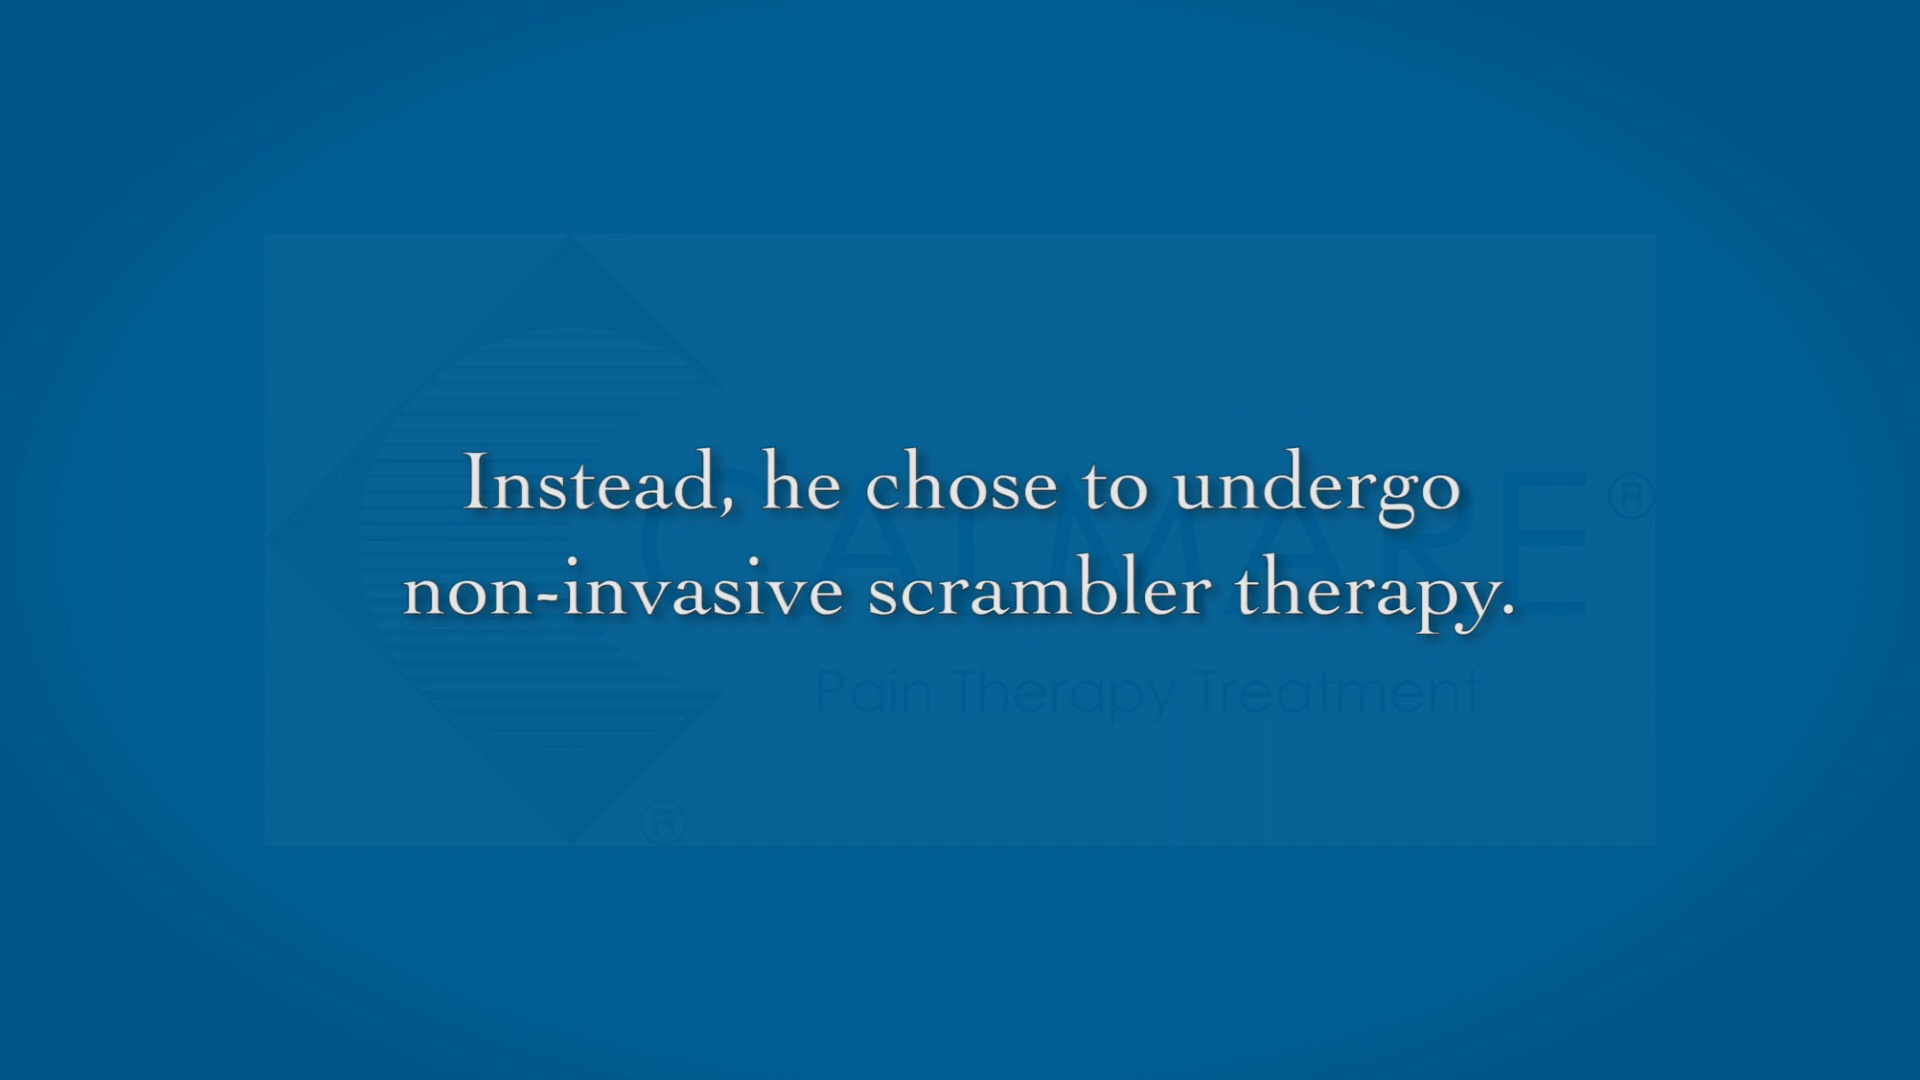 Instead, he chose to undergo
non-invasive scrambler therapy.
CALMARE®
Pain Therapy Treatment
®